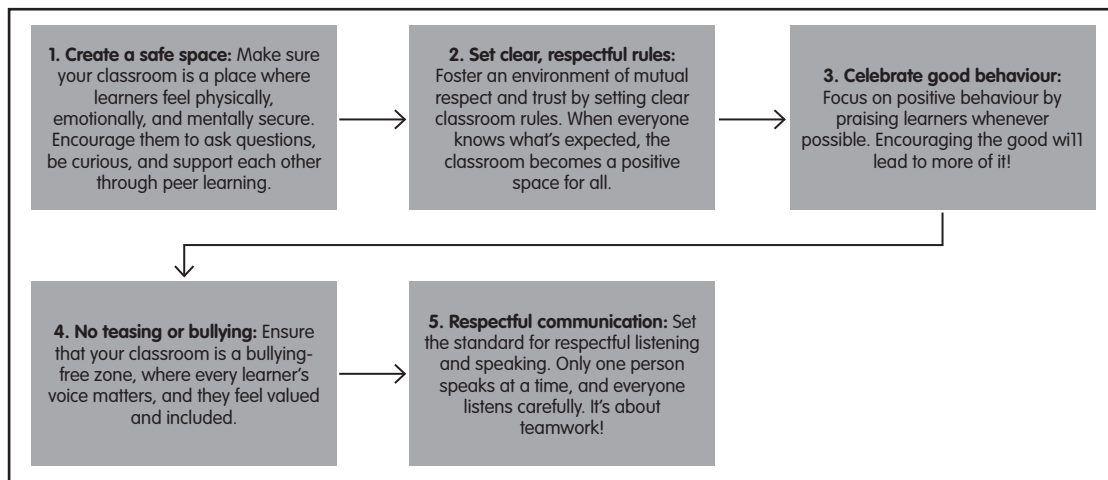 1. Create a safe space: Make sure
your classroom is a place where
learners feel physically,
emotionally, and mentally secure.
Encourage them to ask questions,
be curious, and support each other
through peer learning.
2. Set clear, respectful rules:
Foster an environment of mutual
respect and trust by setting clear
classroom rules. When everyone
knows what's expected, the
classroom becomes a positive
space for all.
3. Celebrate good behaviour:
Focus on positive behaviour by
praising learners whenever
possible. Encouraging the good will
lead to more of it!
4. No teasing or bullying: Ensure
that your classroom is a bullying-
free zone, where every learner's
voice matters, and they feel valued
and included.
5. Respectful communication: Set
the standard for respectful listening
and speaking. Only one person
speaks at a time, and everyone
listens carefully. It's about
teamwork!